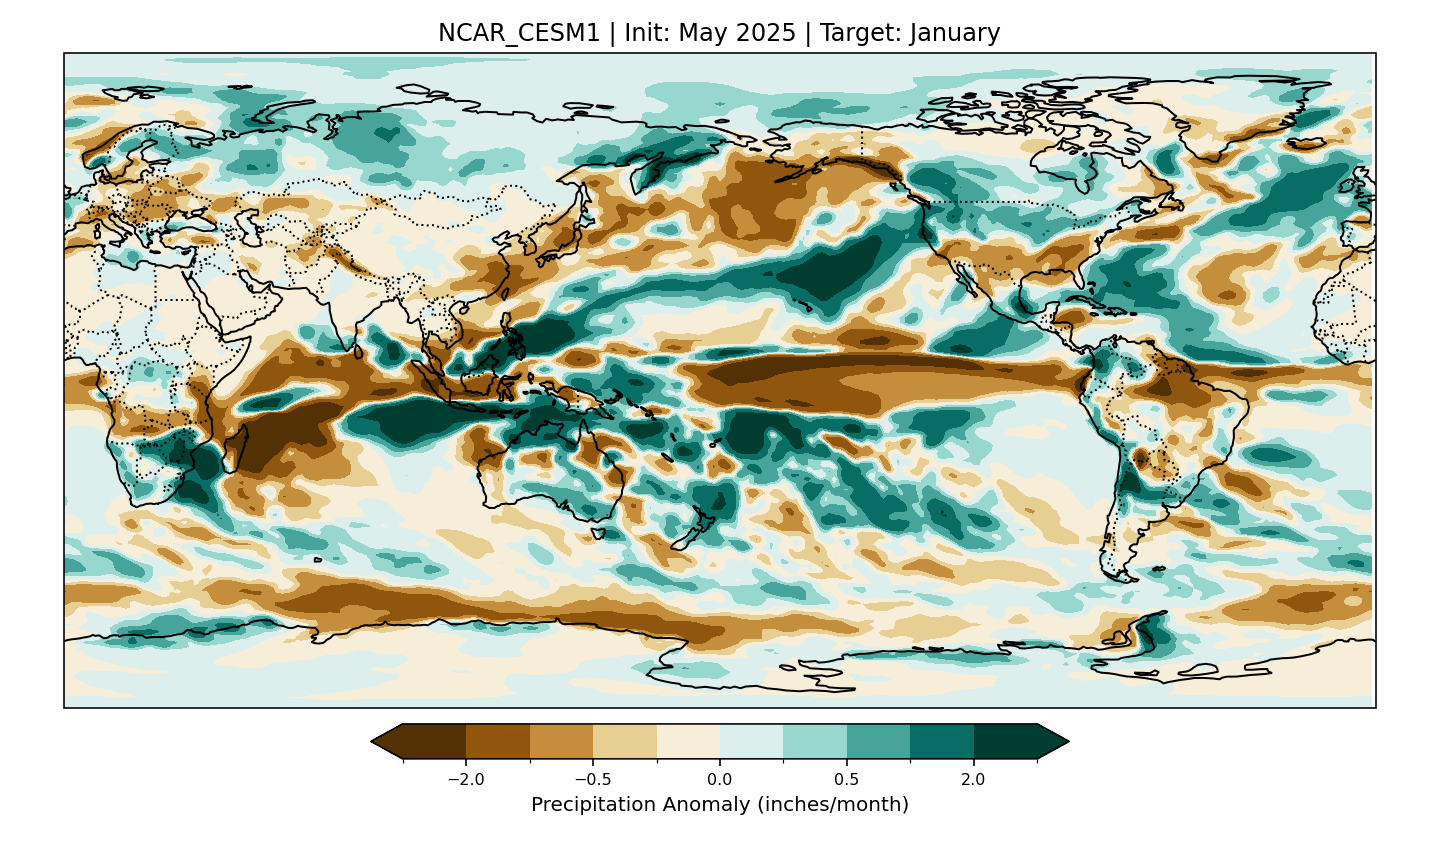 NCAR_CESM1 | Init: May 2025 | Target: January
−2.0 −0.5 0.0 0.5 2.0
Precipitation Anomaly (inches/month)